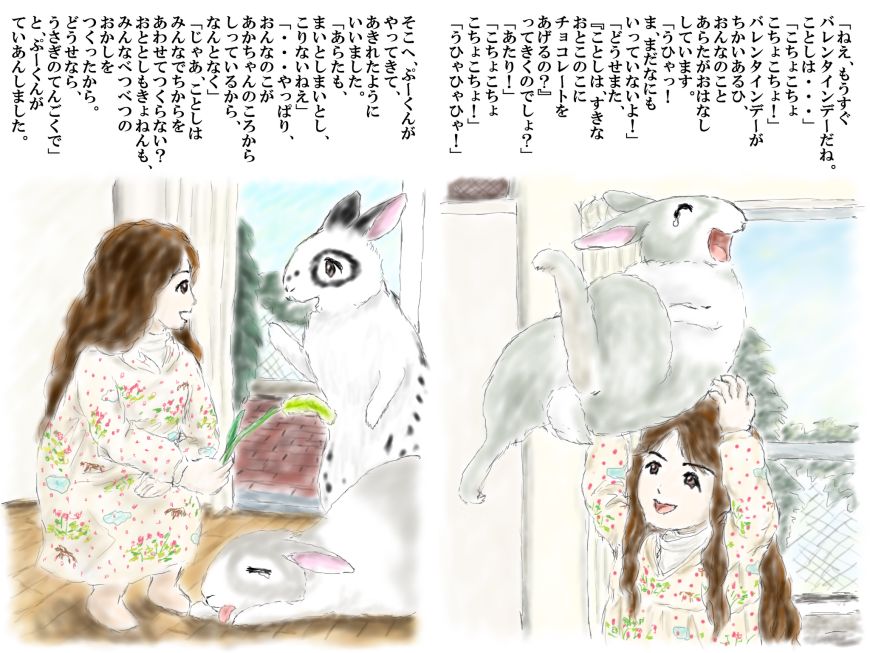 「ねえ、もうすぐ
バレンタインデーだね。
ことしは・・・」
「こちょこちょ
こちょこちょ！」
バレンタインデーが
ちかいあるひ、
おんなのこと
あらたがおはなし
しています。
「うひゃっ！
ま、まだなにも
いっていないよ！」
「どうせまた、
『ことしは、すきな
おとこのこに
チョコレートを
あげるの？』
ってきくのでしょ？」
「あたり！」
「こちょこちょ
こちょこちょ！」
「うひゃひゃひゃ！」
そこへ、ぷーくんが
やってきて、
あきれたように
いいました。
「あらたも、
まいとしまいとし、
こりないねえ」
「・・・やっぱり、
おんなのこが
あかちゃんのころから
しっているから、
なんとなく」
「じゃあ、ことしは
みんなでちからを
あわせてつくらない？
おととしもきょねんも、
みんなべつべつの
おかしを
つくったから。
どうせなら、
うさぎのてんごくで」
と、ぷーくんが
ていあんしました。